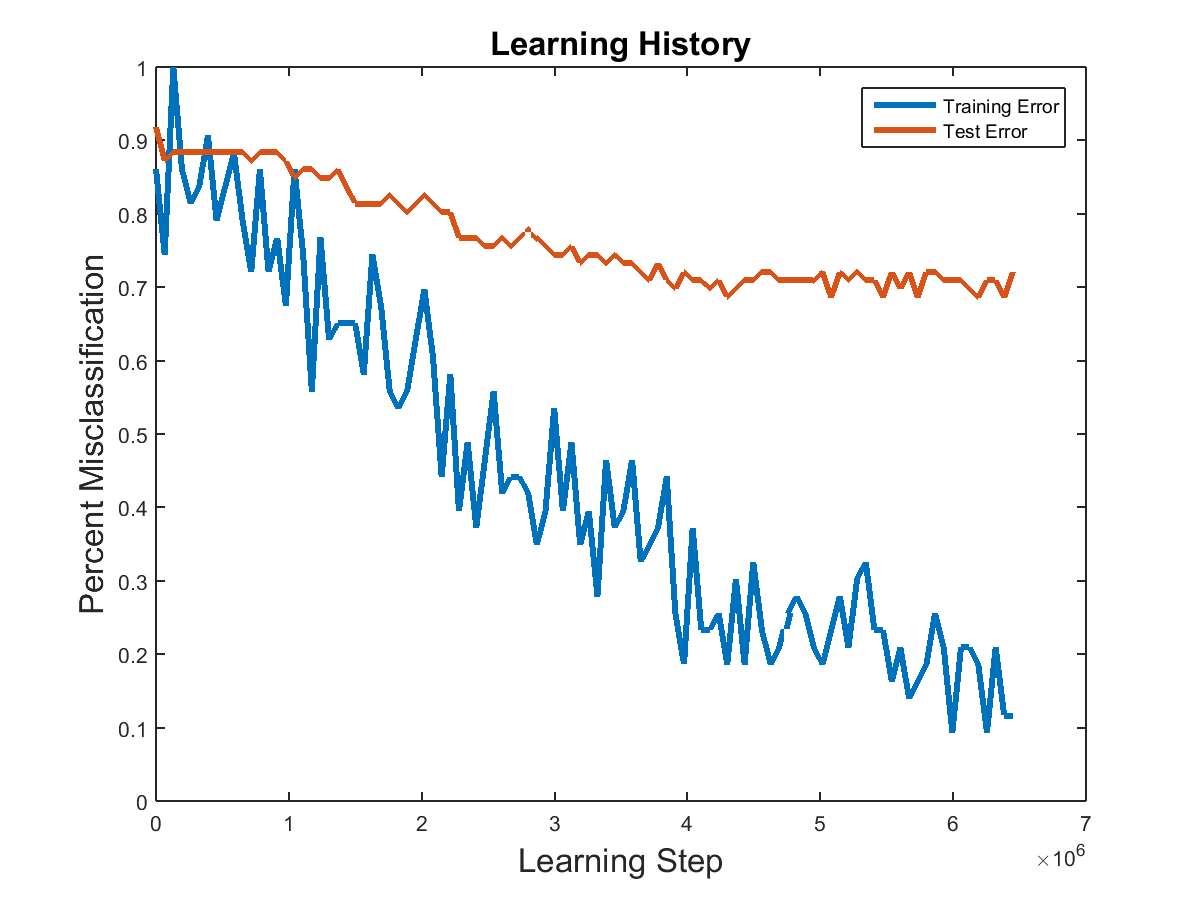 Learning History
Training Error
Test Error
Percent Misclassification
1
0.9
0.8
0.7
0.6
0.5
0.4
0.3
0.2
0.1
0
0 1 2 3 4 5 6 7
×10⁶
Learning Step